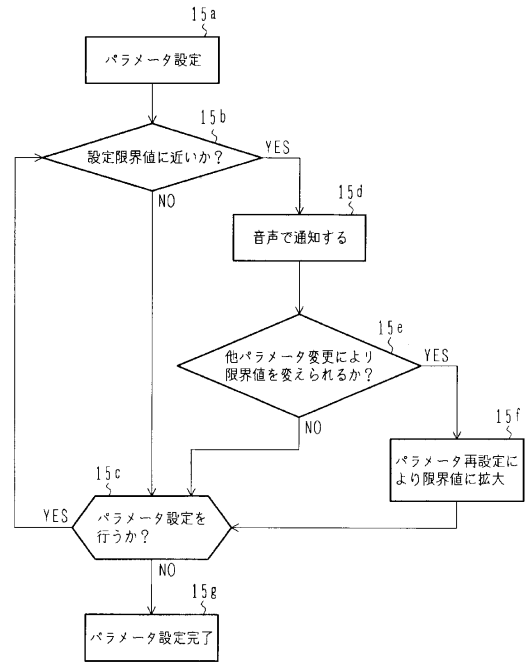 15a
パラメータ設定
15b
設定限界値に近いか？
YES
NO
15d
音声で通知する
15e
他パラメータ変更により
限界値を変えられるか？
YES
NO
15f
パラメータ再設定に
より限界値に拡大
15c
パラメータ設定を
行うか？
YES
NO
15g
パラメータ設定完了